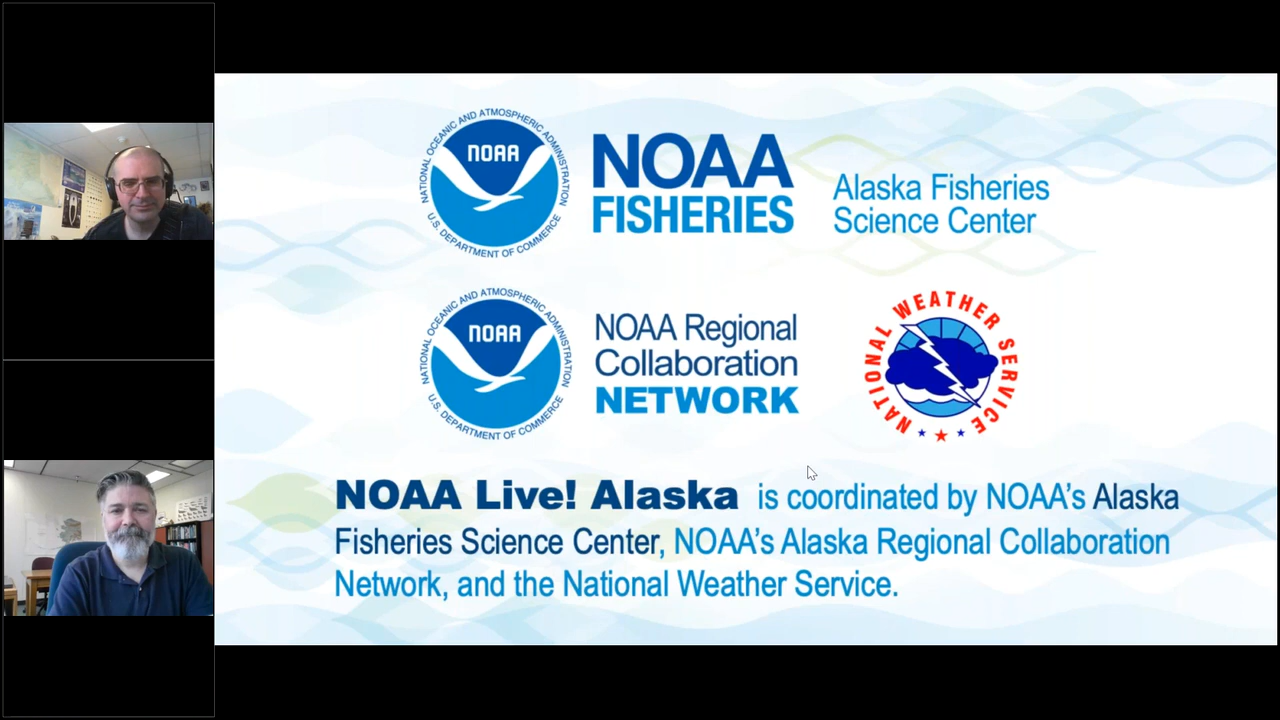 NATIONAL OCEANIC AND ATMOSPHERIC ADMINISTRATION
NOAA
U.S. DEPARTMENT OF COMMERCE
NOAA
FISHERIES
Alaska Fisheries
Science Center
NATIONAL OCEANIC AND ATMOSPHERIC ADMINISTRATION
NOAA
U.S. DEPARTMENT OF COMMERCE
NOAA Regional
Collaboration
NETWORK
NATIONAL WEATHER SERVICE
NOAA Live! Alaska is coordinated by NOAA's Alaska
Fisheries Science Center, NOAA's Alaska Regional Collaboration
Network, and the National Weather Service.